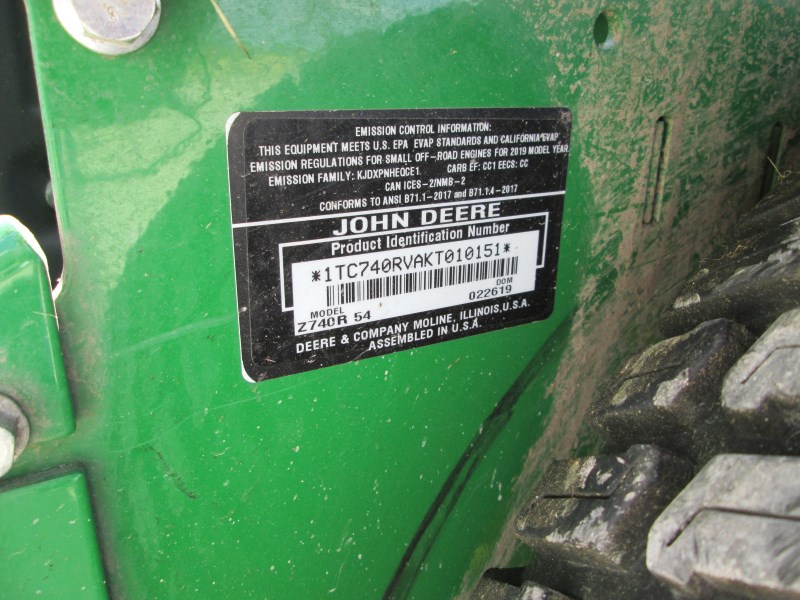 EMISSION CONTROL INFORMATION:
THIS EQUIPMENT MEETS U.S. EPA EVAP STANDARDS AND CALIFORNIA EVAP
EMISSION REGULATIONS FOR SMALL OFF-ROAD ENGINES FOR 2019 MODEL YEAR.
EMISSION FAMILY: KJDXPNHEQCE1 CARB EF: CC1 EECS: CC
CAN ICES-2/NMB-2
CONFORMS TO ANSI B71.1-2017 and B71.1:4-2017
JOHN DEERE
Product Identification Number
*1TC740RVAKT010151*
MODEL DOM
Z740R 54 022619
DEERE & COMPANY MOLINE, ILLINOIS,U.S.A.
ASSEMBLED IN U.S.A.